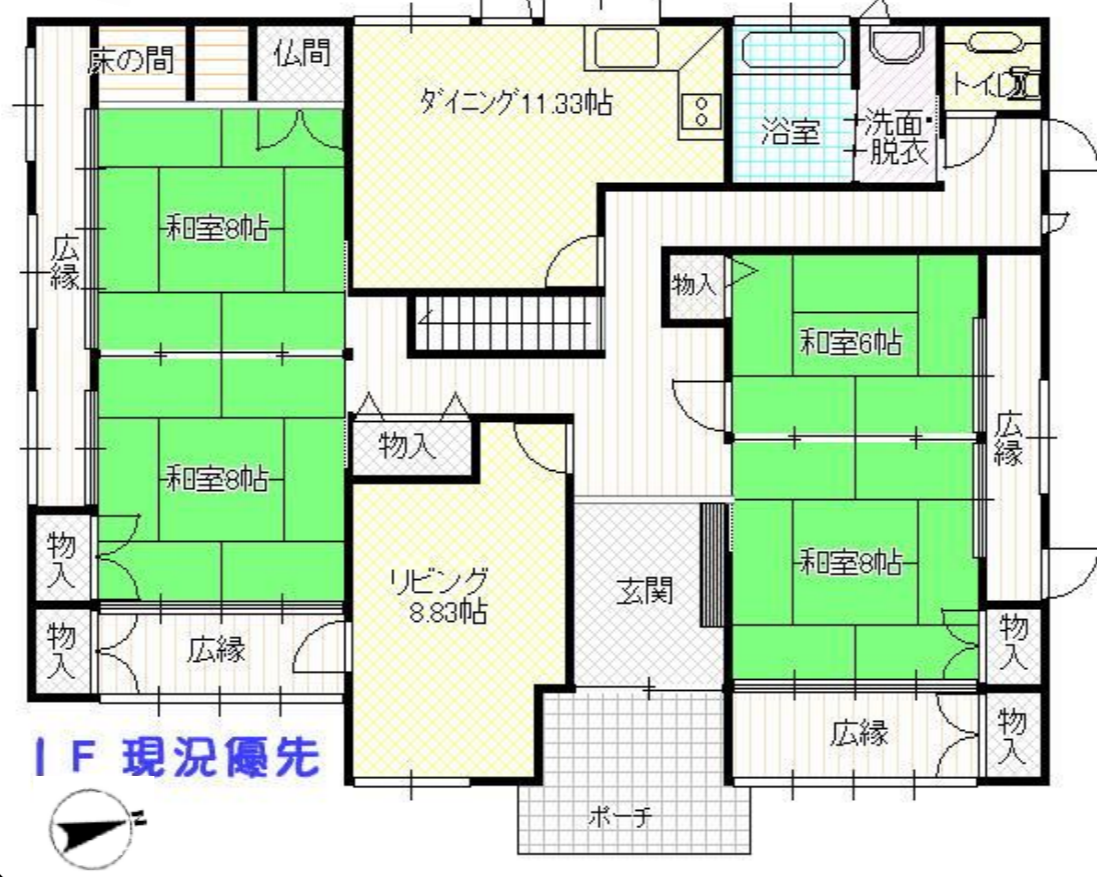 床の間
仏間
ダイニング11.33帖
浴室
洗面・
脱衣
トイレ
和室8帖
広
縁
物入
和室6帖
広
縁
物入
和室8帖
リビング
8.83帖
玄関
和室8帖
物
入
物
入
広縁
物
入
広縁
物
入
ポーチ
1F 現況優先
N